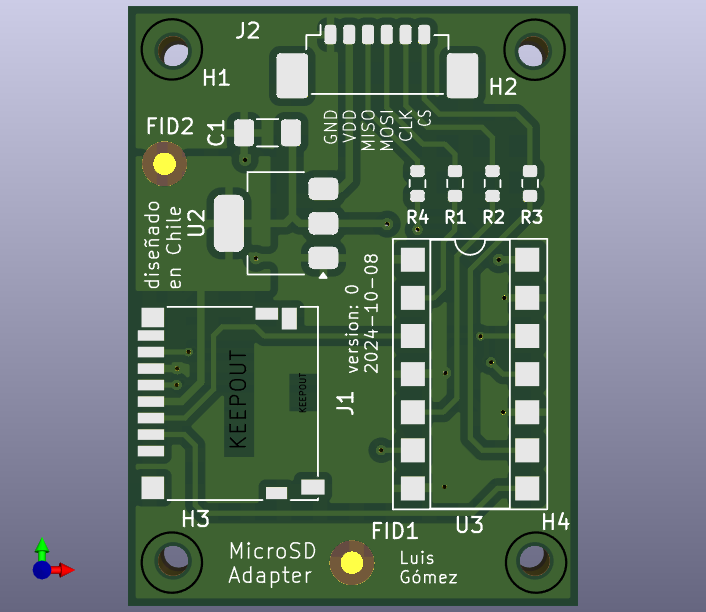 J2
H1
H2
FID2
C1
GND
VDD
MISO
MOSI
CLK
CS
U2
R4 R1 R2 R3
diseñado
en Chile
version: 0
2024-10-08
KEEPOUT
KEEPOUT
J1
H3
FID1
U3
H4
MicroSD
Adapter
Luis
Gómez